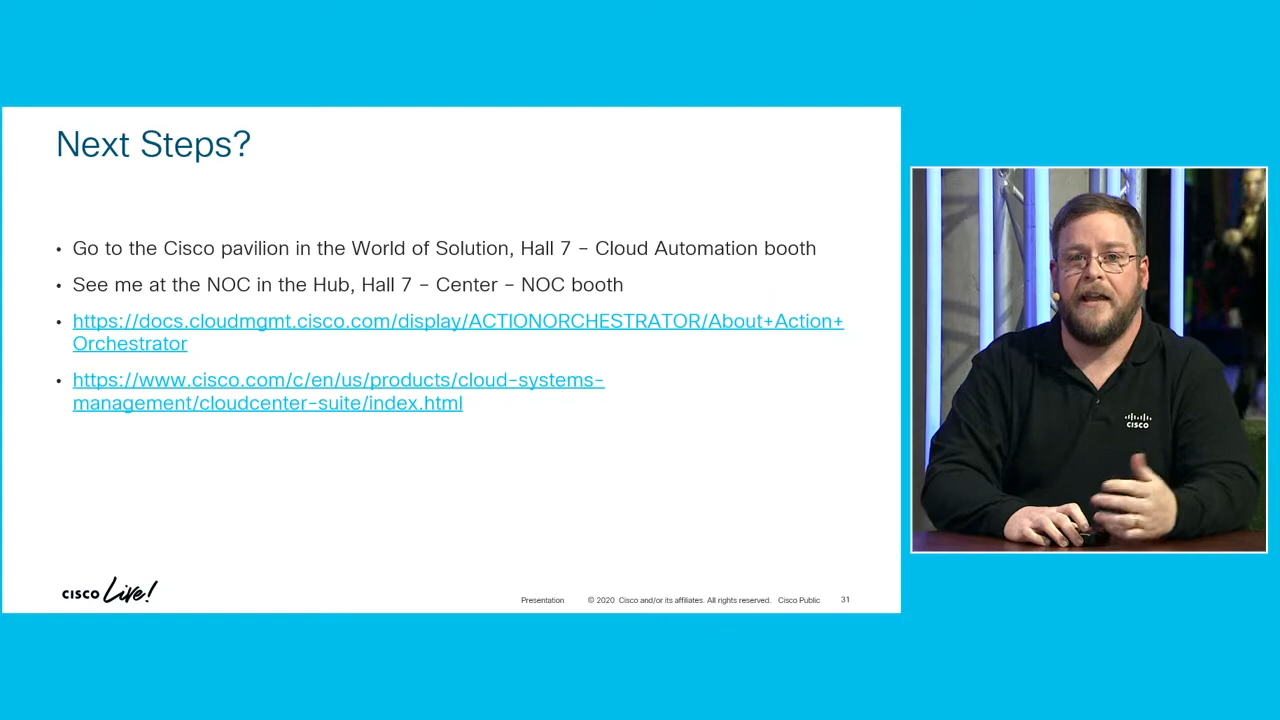 Next Steps?
• Go to the Cisco pavilion in the World of Solution, Hall 7 – Cloud Automation booth
• See me at the NOC in the Hub, Hall 7 – Center – NOC booth
• https://docs.cloudmgmt.cisco.com/display/ACTIONORCHESTRATOR/About+Action+
Orchestrator
• https://www.cisco.com/c/en/us/products/cloud-systems-
management/cloudcenter-suite/index.html
CISCO Live!
Presentation © 2020 Cisco and/or its affiliates. All rights reserved. Cisco Public 31
CISCO